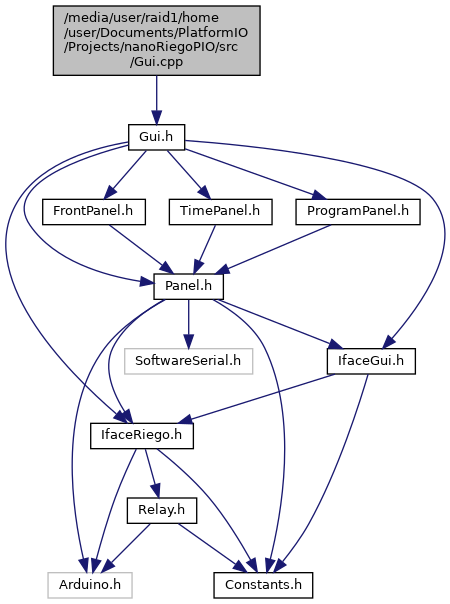 /media/user/raid1/home
/user/Documents/PlatformIO
/Projects/nanoRiegoPIO/src
/Gui.cpp
Gui.h
FrontPanel.h
TimePanel.h
ProgramPanel.h
Panel.h
SoftwareSerial.h
IfaceGui.h
IfaceRiego.h
Relay.h
Arduino.h
Constants.h